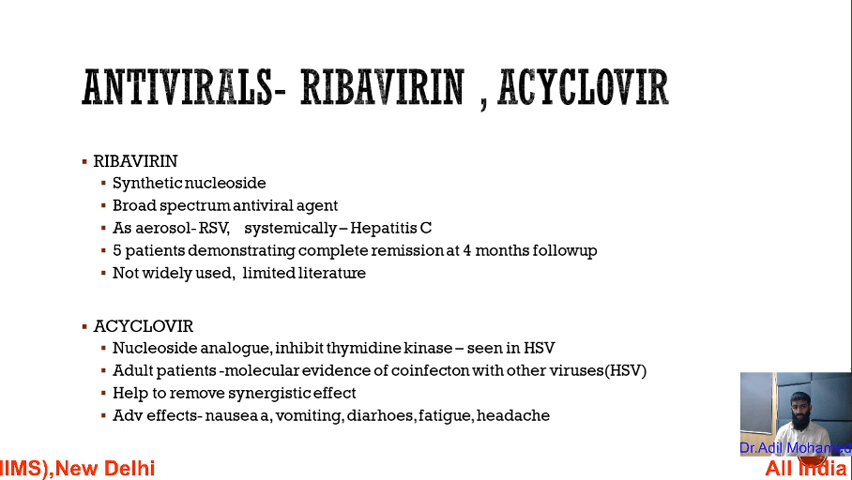 ANTIVIRALS- RIBAVIRIN , ACYCLOVIR
RIBAVIRIN
Synthetic nucleoside
Broad spectrum antiviral agent
As aerosol- RSV, systemically – Hepatitis C
5 patients demonstrating complete remission at 4 months followup
Not widely used, limited literature
ACYCLOVIR
Nucleoside analogue, inhibit thymidine kinase – seen in HSV
Adult patients -molecular evidence of coinfecton with other viruses(HSV)
Help to remove synergistic effect
Adv effects- nausea a, vomiting, diarhoes, fatigue, headache
Dr.Adil Mohamed
IIMS),New Delhi
All India